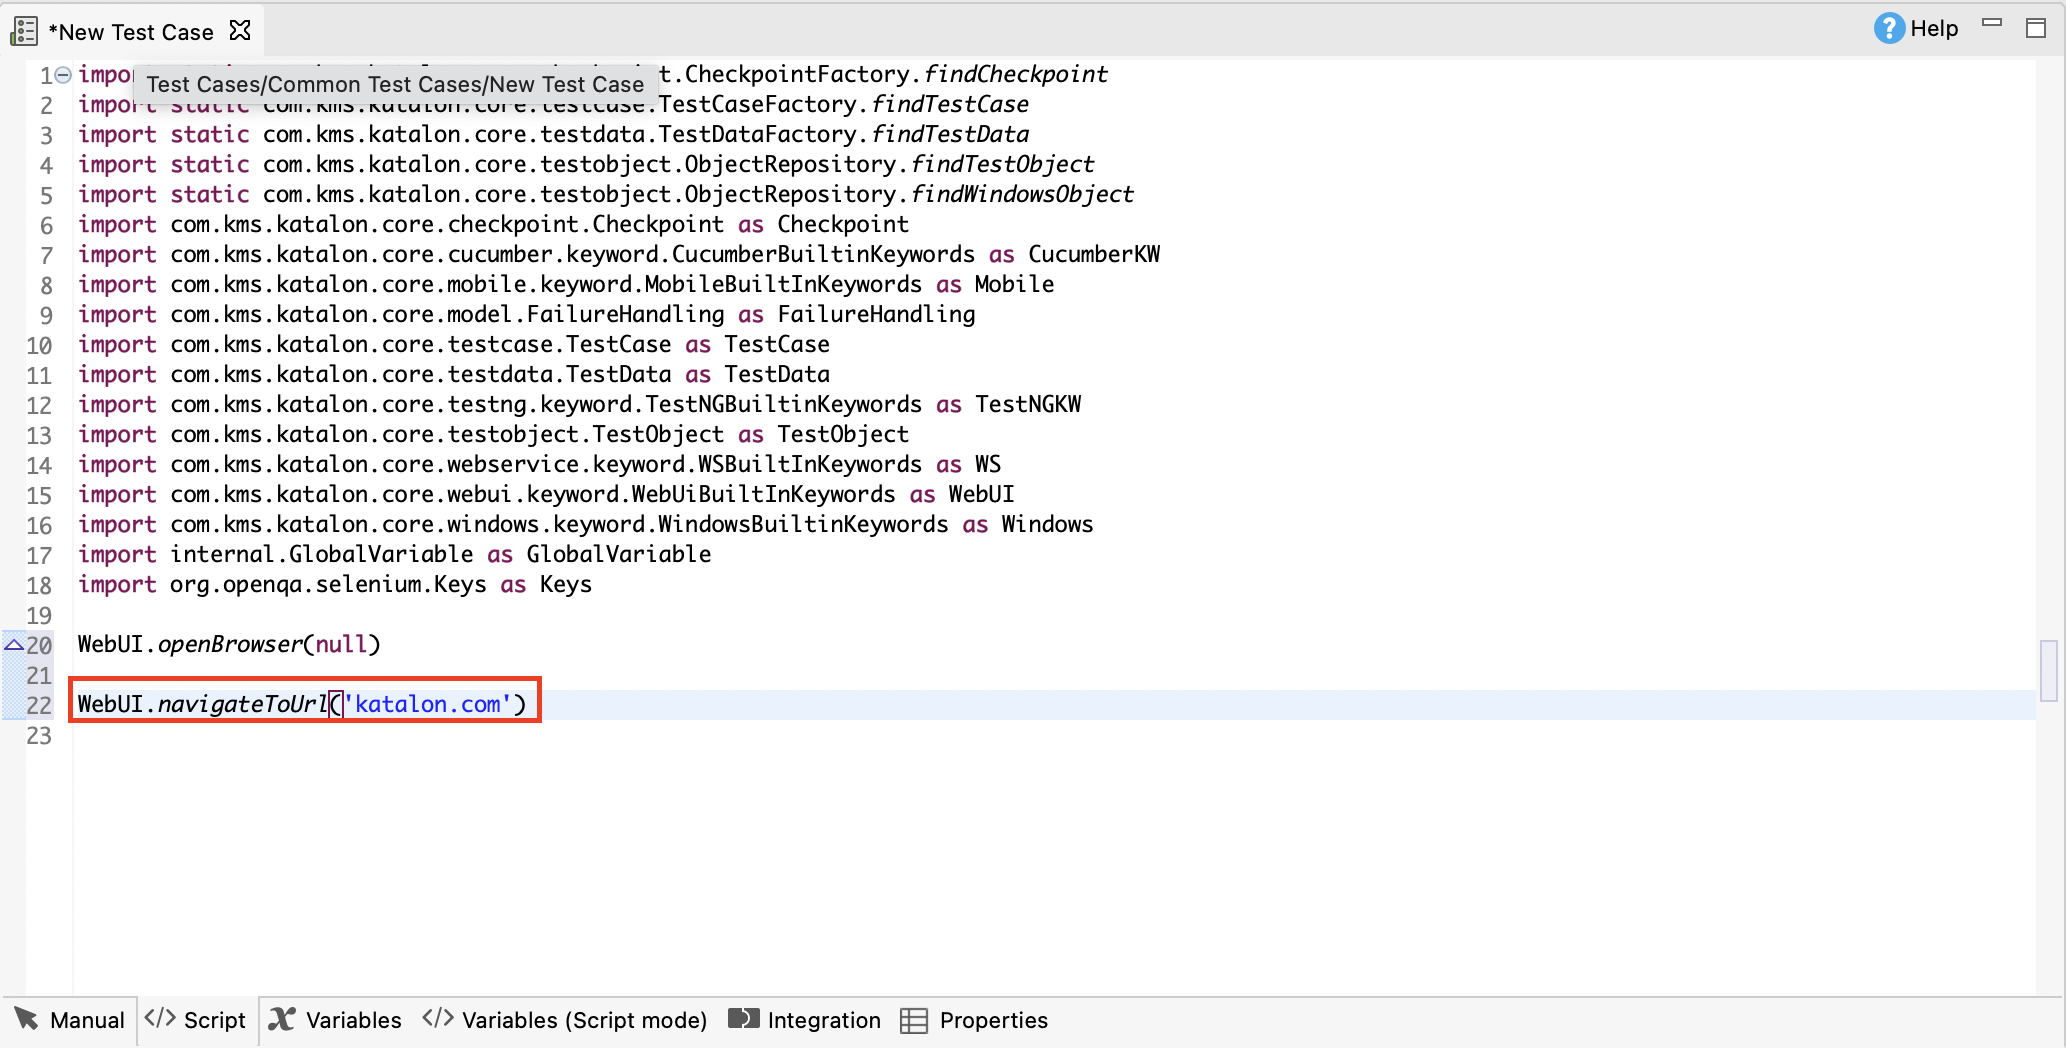 *New Test Case
Help
1 impor t.CheckpointFactory.findCheckpoint
Test Cases/Common Test Cases/New Test Case
2 import static com.kms.katalon.core.testcase.TestCaseFactory.findTestCase
3 import static com.kms.katalon.core.testdata.TestDataFactory.findTestData
4 import static com.kms.katalon.core.testobject.ObjectRepository.findTestObject
5 import static com.kms.katalon.core.testobject.ObjectRepository.findWindowsObject
6 import com.kms.katalon.core.checkpoint.Checkpoint as Checkpoint
7 import com.kms.katalon.core.cucumber.keyword.CucumberBuiltinKeywords as CucumberKW
8 import com.kms.katalon.core.mobile.keyword.MobileBuiltInKeywords as Mobile
9 import com.kms.katalon.core.model.FailureHandling as FailureHandling
10 import com.kms.katalon.core.testcase.TestCase as TestCase
11 import com.kms.katalon.core.testdata.TestData as TestData
12 import com.kms.katalon.core.testng.keyword.TestNGBuiltinKeywords as TestNGKW
13 import com.kms.katalon.core.testobject.TestObject as TestObject
14 import com.kms.katalon.core.webservice.keyword.WSBuiltInKeywords as WS
15 import com.kms.katalon.core.webui.keyword.WebUiBuiltInKeywords as WebUI
16 import com.kms.katalon.core.windows.keyword.WindowsBuiltinKeywords as Windows
17 import internal.GlobalVariable as GlobalVariable
18 import org.openqa.selenium.Keys as Keys
19
20 WebUI.openBrowser(null)
21
22 WebUI.navigateToUrl('katalon.com')
23
Manual </> Script Variables </> Variables (Script mode) Integration Properties